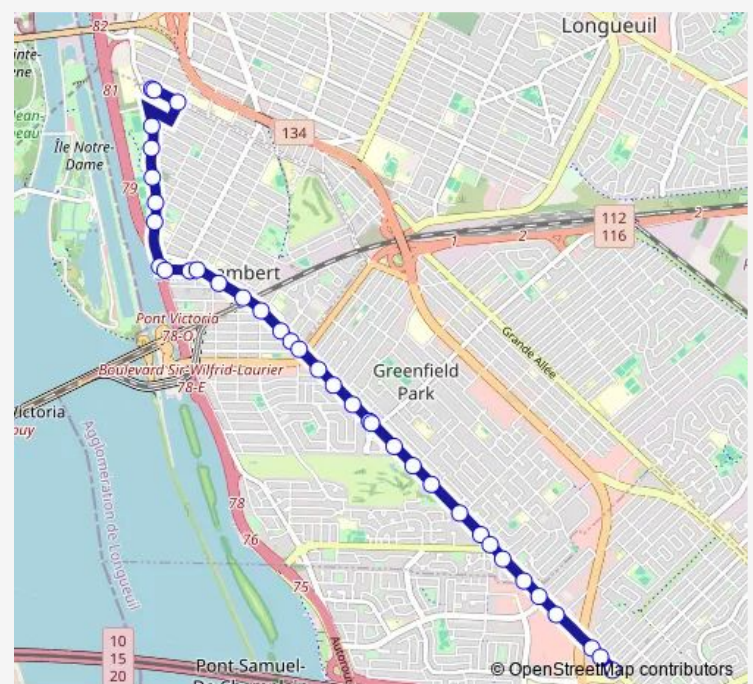 82
Longueuil
81
134
Île Notre-
Dame
79
112
116
1
2
2
ambert
Pont Victoria
78-O
Boulevard Sir-Wilfrid-Laurier
78-E
Grande Allée
Greenfield
Park
Victoria
Agglomération de Longueuil
78
76
75
10
15
20
Pont Samuel-
© OpenStreetMap contributors